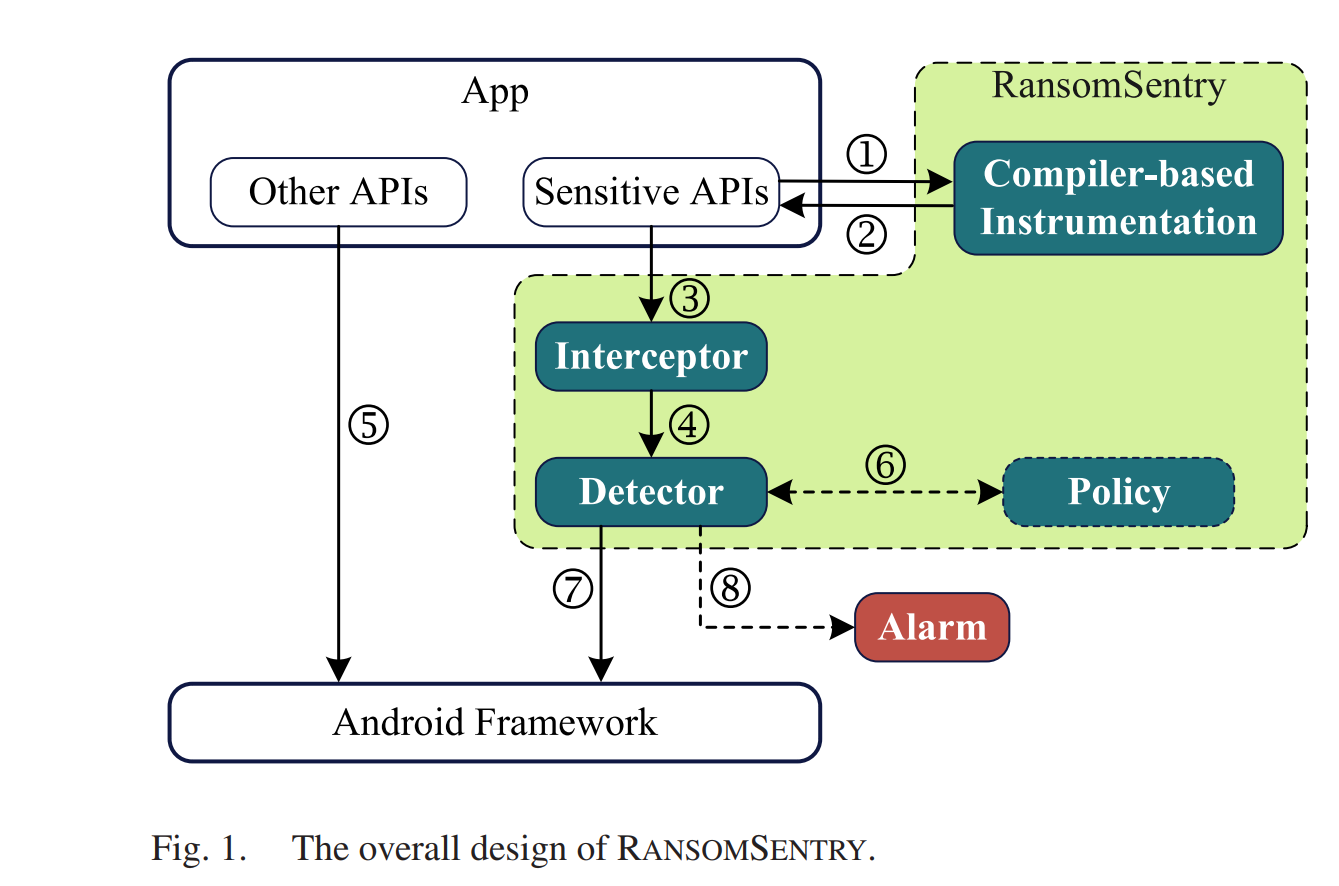 App
RansomSentry
Other APIs
Sensitive APIs
①
Compiler-based
Instrumentation
②
③
Interceptor
⑤
④
Detector
⑥
Policy
⑦
⑧
Alarm
Android Framework
Fig. 1. The overall design of RANSOMSENTRY.